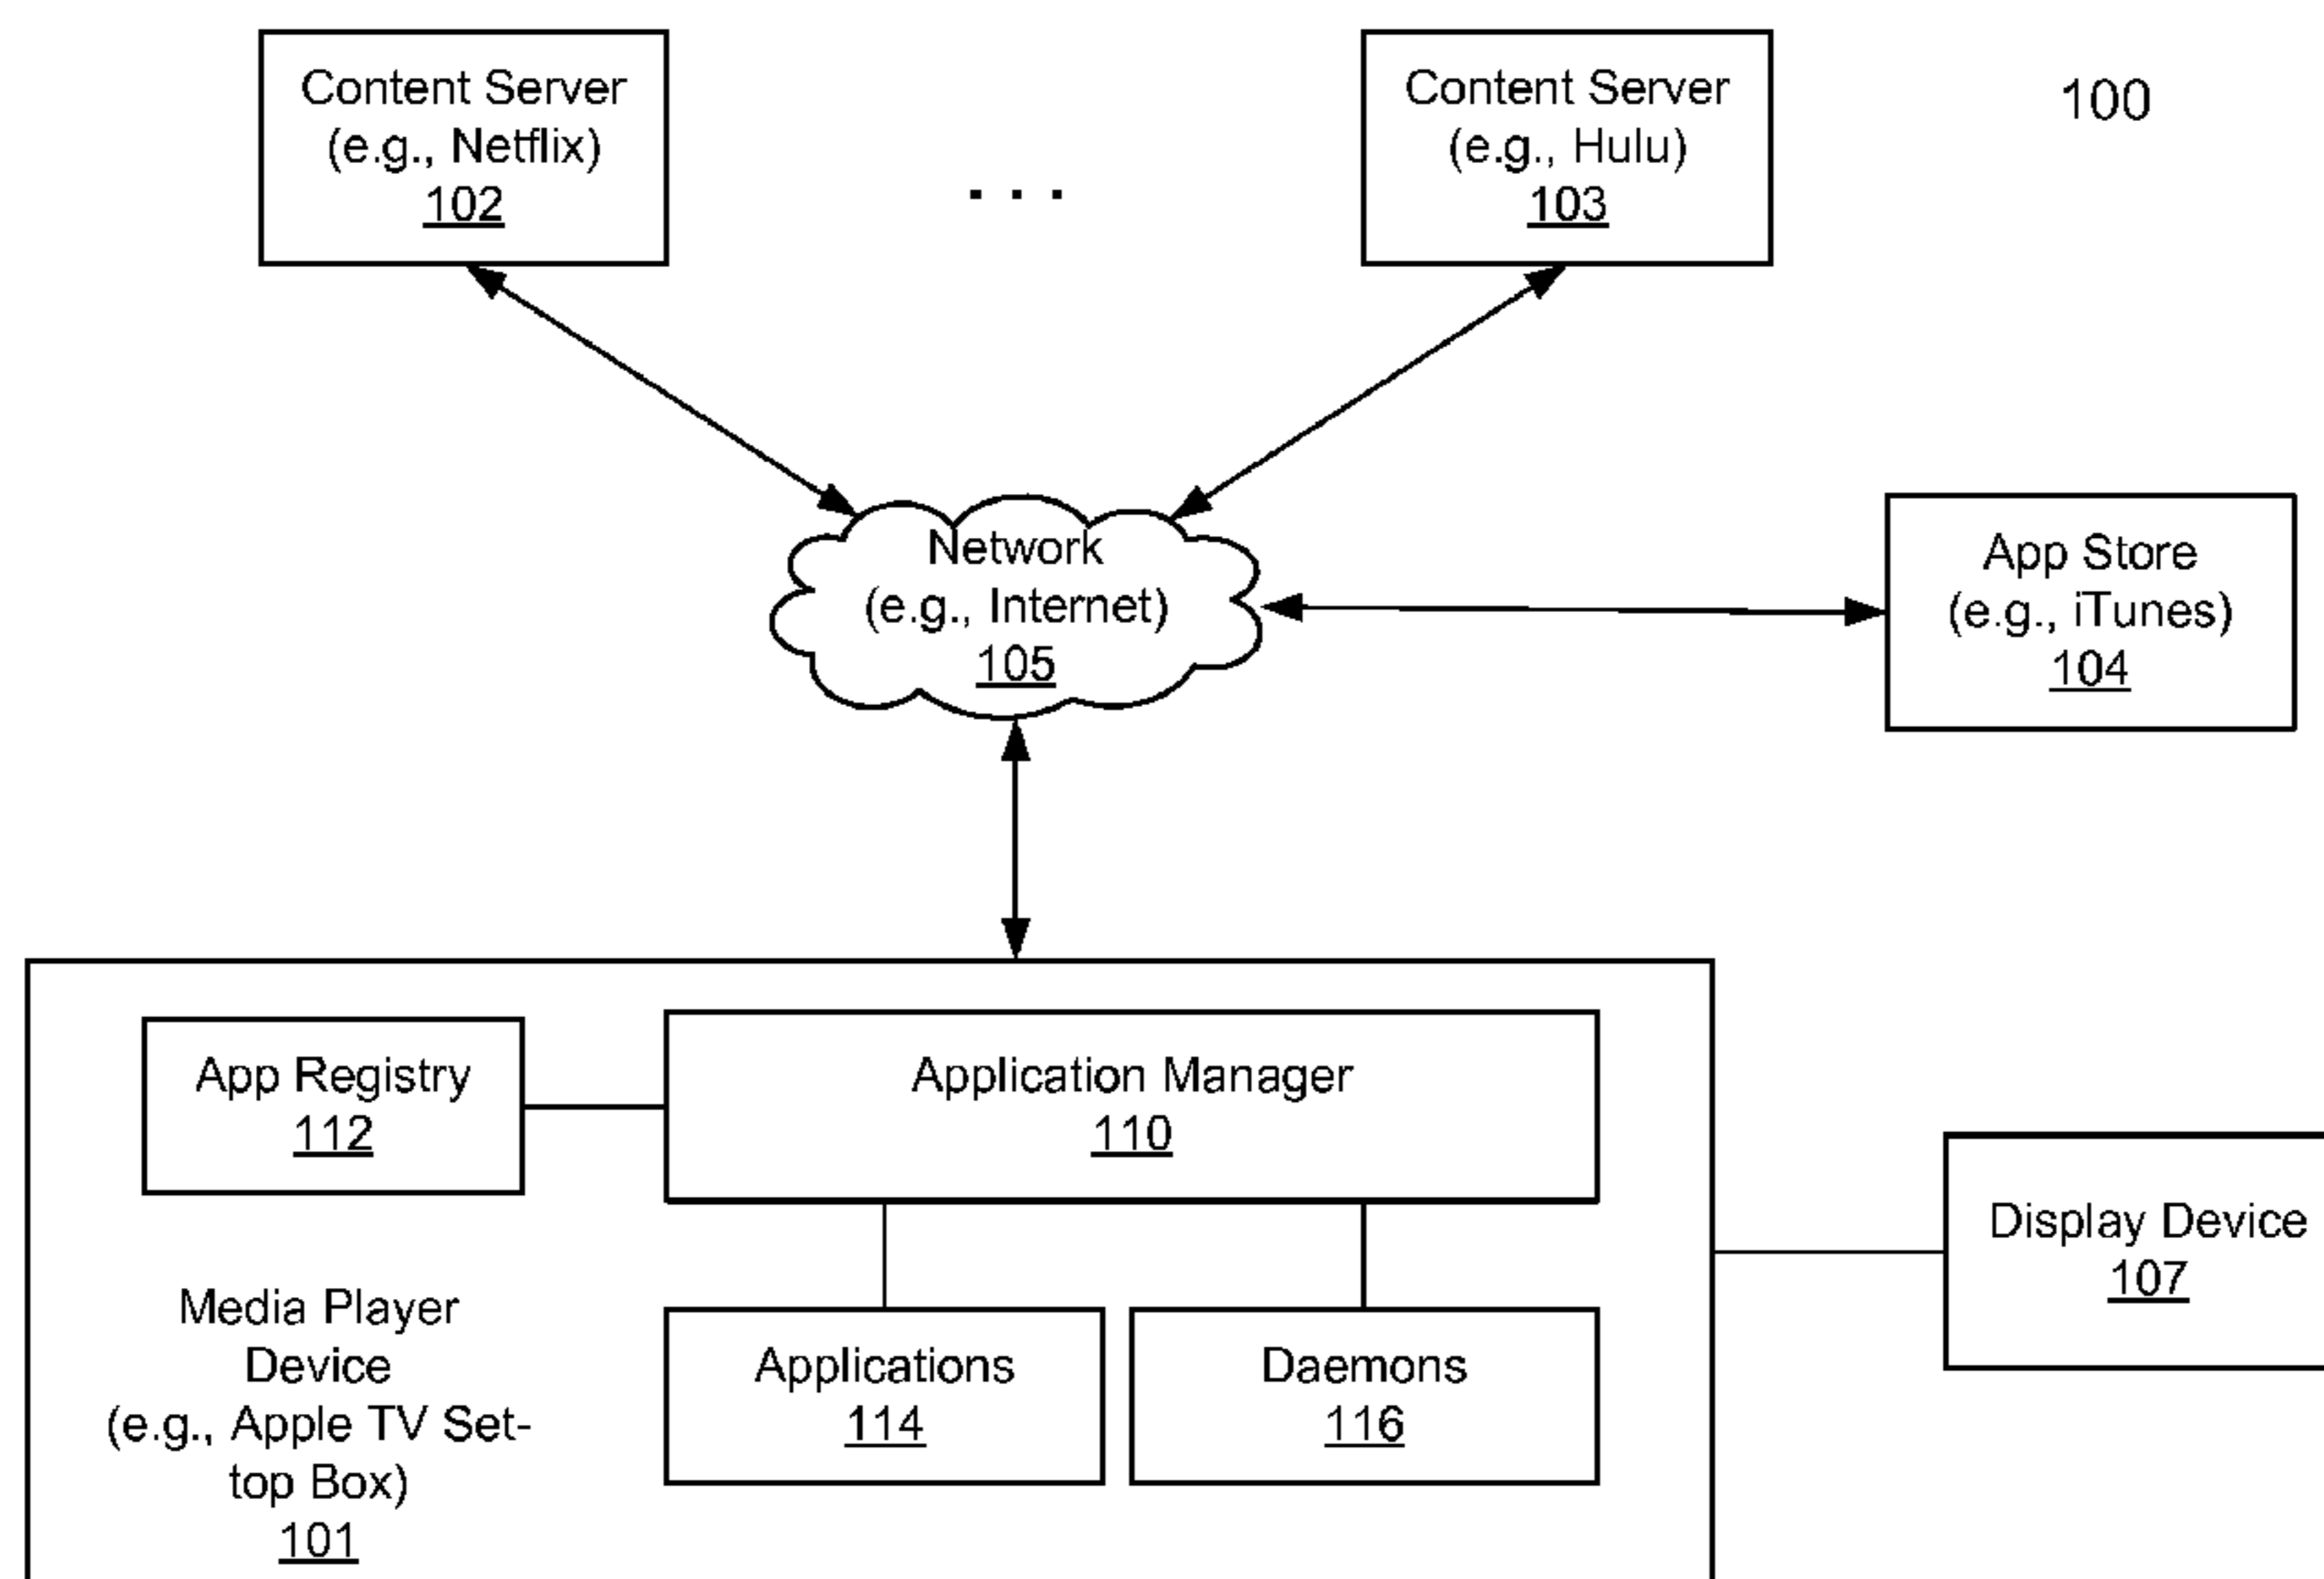 Content Server
(e.g., Netflix)
102
. . .
Content Server
(e.g., Hulu)
103
100
Network
(e.g., Internet)
105
App Store
(e.g., iTunes)
104
App Registry
112
Application Manager
110
Display Device
107
Media Player
Device
(e.g., Apple TV Set-
top Box)
101
Applications
114
Daemons
116